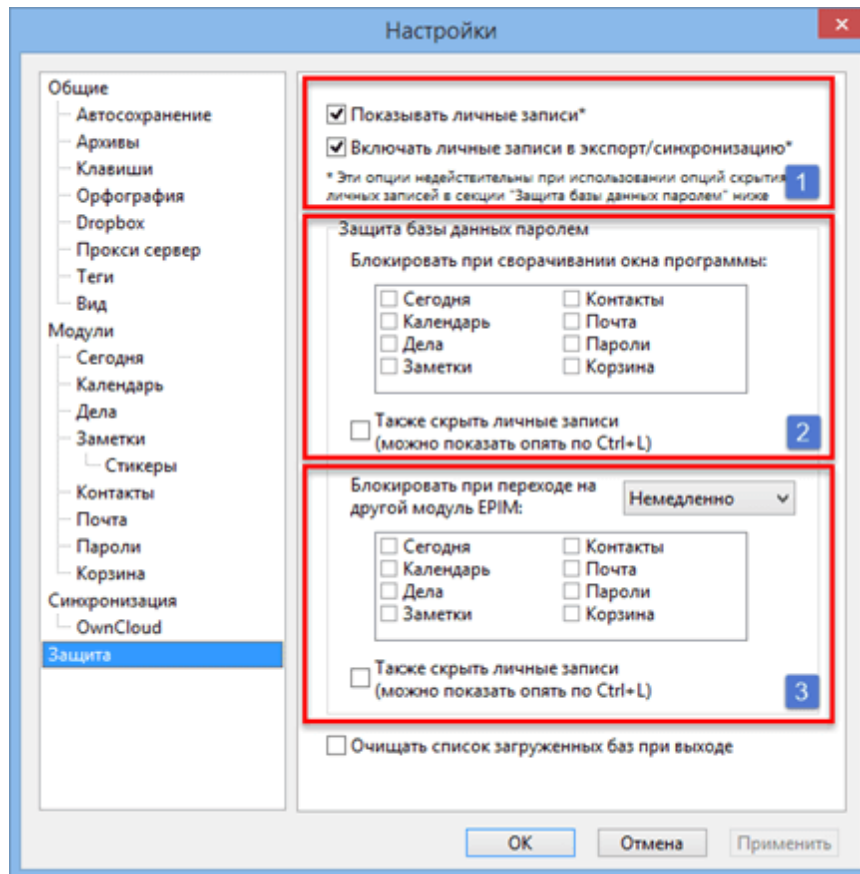 Настройки
Общие
Автосохранение
Архивы
Клавиши
Орфография
Dropbox
Прокси сервер
Теги
Вид
Модули
Сегодня
Календарь
Дела
Заметки
Стикеры
Контакты
Почта
Пароли
Корзина
Синхронизация
OwnCloud
Защита
Показывать личные записи*
Включать личные записи в экспорт/синхронизацию*
* Эти опции недействительны при использовании опций скрытия
личных записей в секции "Защита базы данных паролем" ниже
1
Защита базы данных паролем
Блокировать при сворачивании окна программы:
Сегодня Контакты
Календарь Почта
Дела Пароли
Заметки Корзина
Также скрыть личные записи
(можно показать опять по Ctrl+L)
2
Блокировать при переходе на
другой модуль EPIM:
Немедленно
Сегодня Контакты
Календарь Почта
Дела Пароли
Заметки Корзина
Также скрыть личные записи
(можно показать опять по Ctrl+L)
3
Очищать список загруженных баз при выходе
OK Отмена Применить